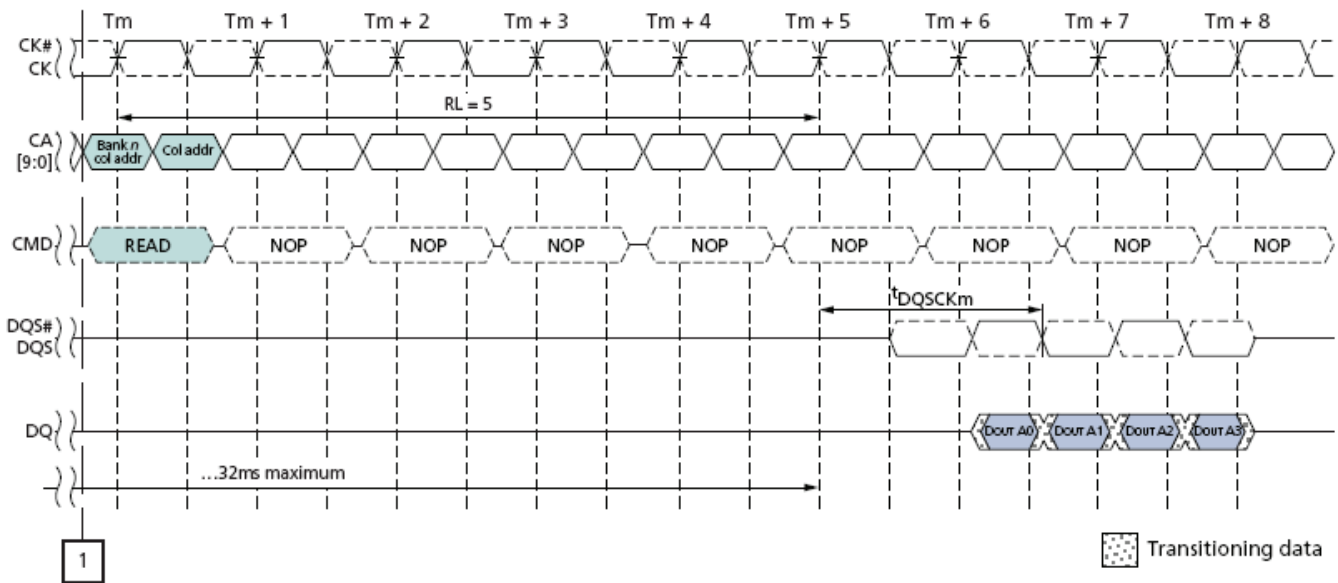 Tm Tm + 1 Tm + 2 Tm + 3 Tm + 4 Tm + 5 Tm + 6 Tm + 7 Tm + 8
CK#
CK
RL = 5
CA
[9:0]
Bank n
col addr
Col addr
CMD
READ NOP NOP NOP NOP NOP NOP NOP NOP
tDQSCKm
DQS#
DQS
DQ
DOUT A0 DOUT A1 DOUT A2 DOUT A3
...32ms maximum
1
Transitioning data